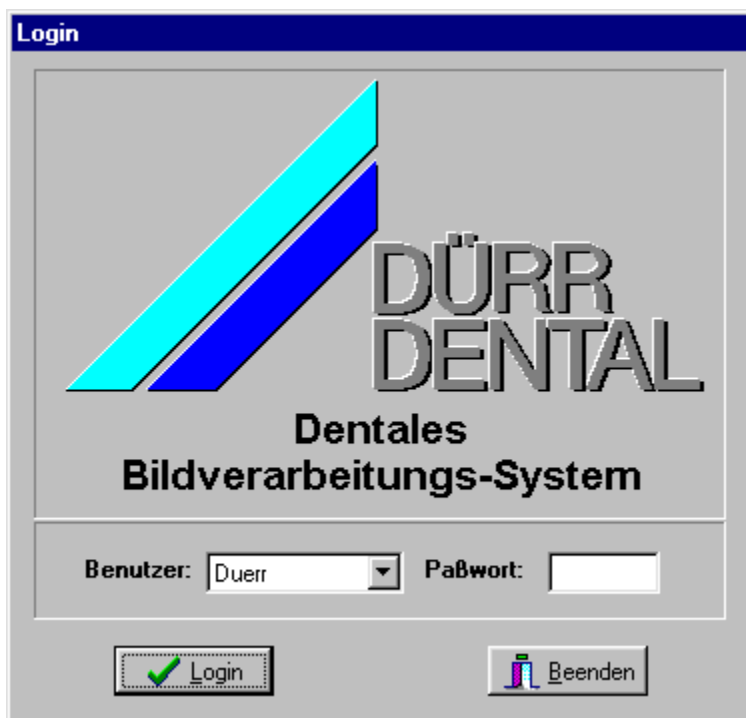 Login
DÜRR
DENTAL
Dentales
Bildverarbeitungs-System
Benutzer: Duerr Paßwort:
Login Beenden